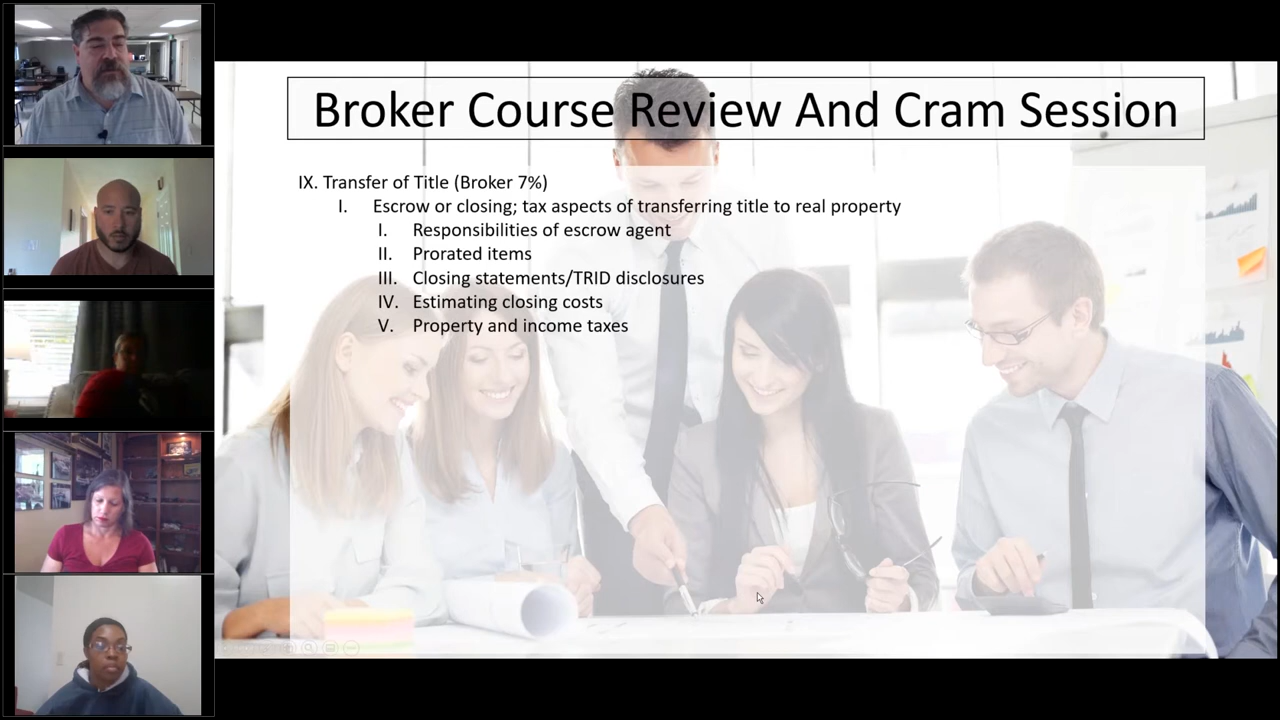 Broker Course Review And Cram Session
IX. Transfer of Title (Broker 7%)
I. Escrow or closing; tax aspects of transferring title to real property
I. Responsibilities of escrow agent
II. Prorated items
III. Closing statements/TRID disclosures
IV. Estimating closing costs
V. Property and income taxes